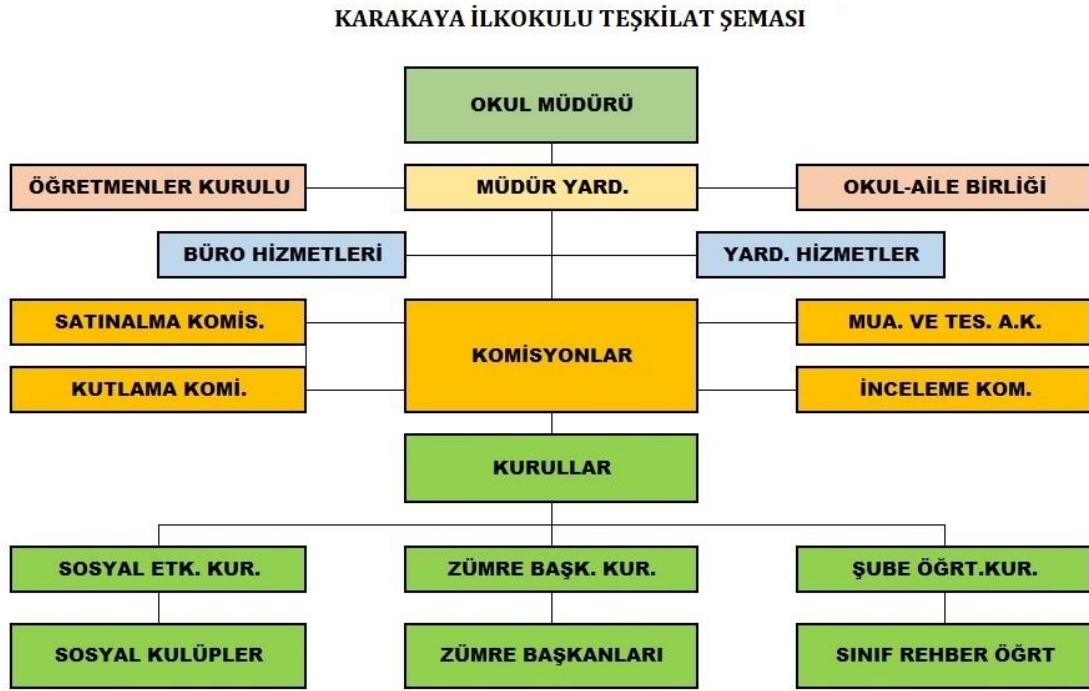 KARAKAYA İLKOKULU TEŞKİLAT ŞEMASI
OKUL MÜDÜRÜ
ÖĞRETMENLER KURULU
MÜDÜR YARD.
OKUL-AİLE BİRLİĞİ
BÜRO HİZMETLERİ
YARD. HİZMETLER
SATINALMA KOMİS.
KOMİSYONLAR
MUA. VE TES. A.K.
KUTLAMA KOMİ.
İNCELEME KOM.
KURULLAR
SOSYAL ETK. KUR.
ZÜMRE BAŞK. KUR.
ŞUBE ÖĞRT.KUR.
SOSYAL KULÜPLER
ZÜMRE BAŞKANLARI
SINIF REHBER ÖĞRT